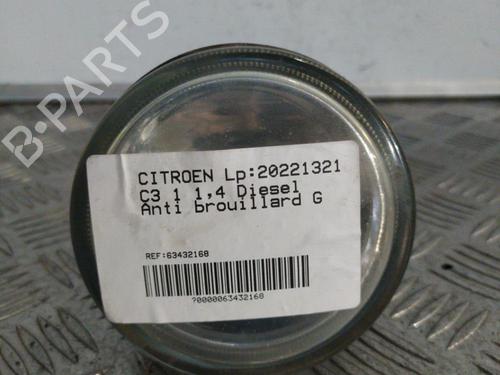 B-PARTS
CITROEN Lp:20221321
C3 1 1,4 Diesel
Anti brouillard G
REF:63432168
?0000063432168